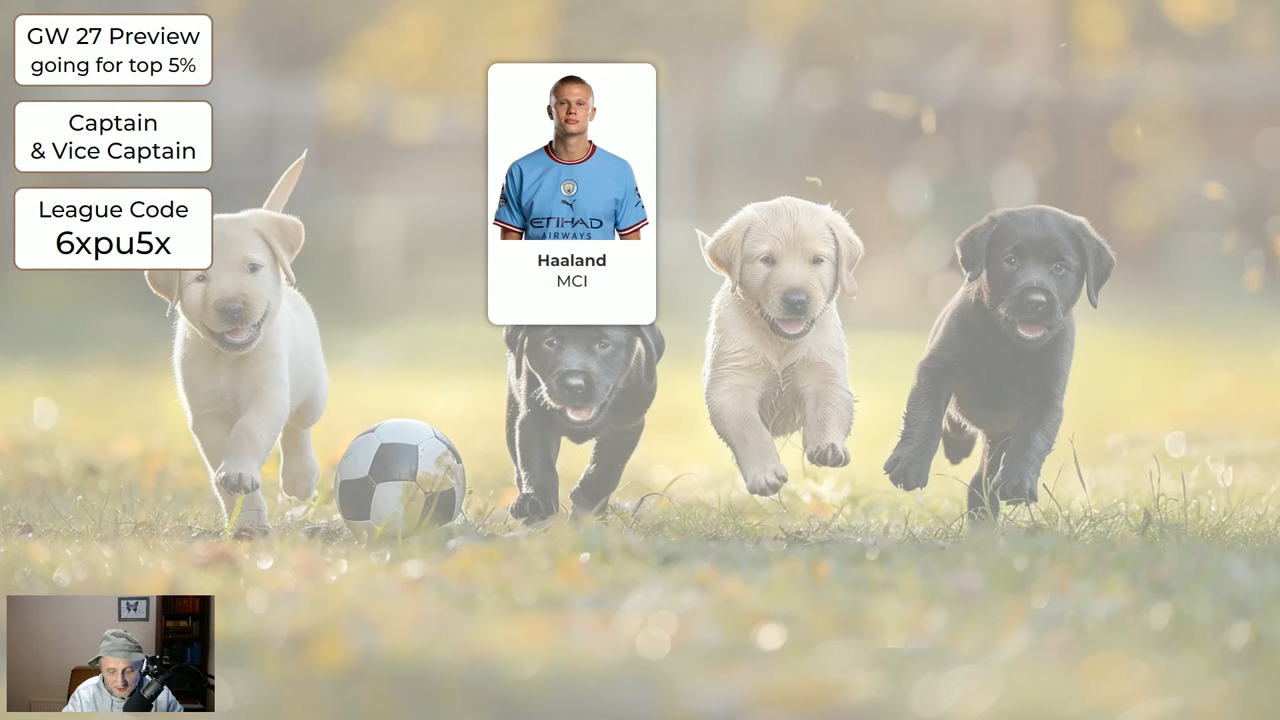 GW 27 Preview
going for top 5%
Captain
& Vice Captain
League Code
6xpu5x
ETIHAD
AIRWAYS
Haaland
MCI